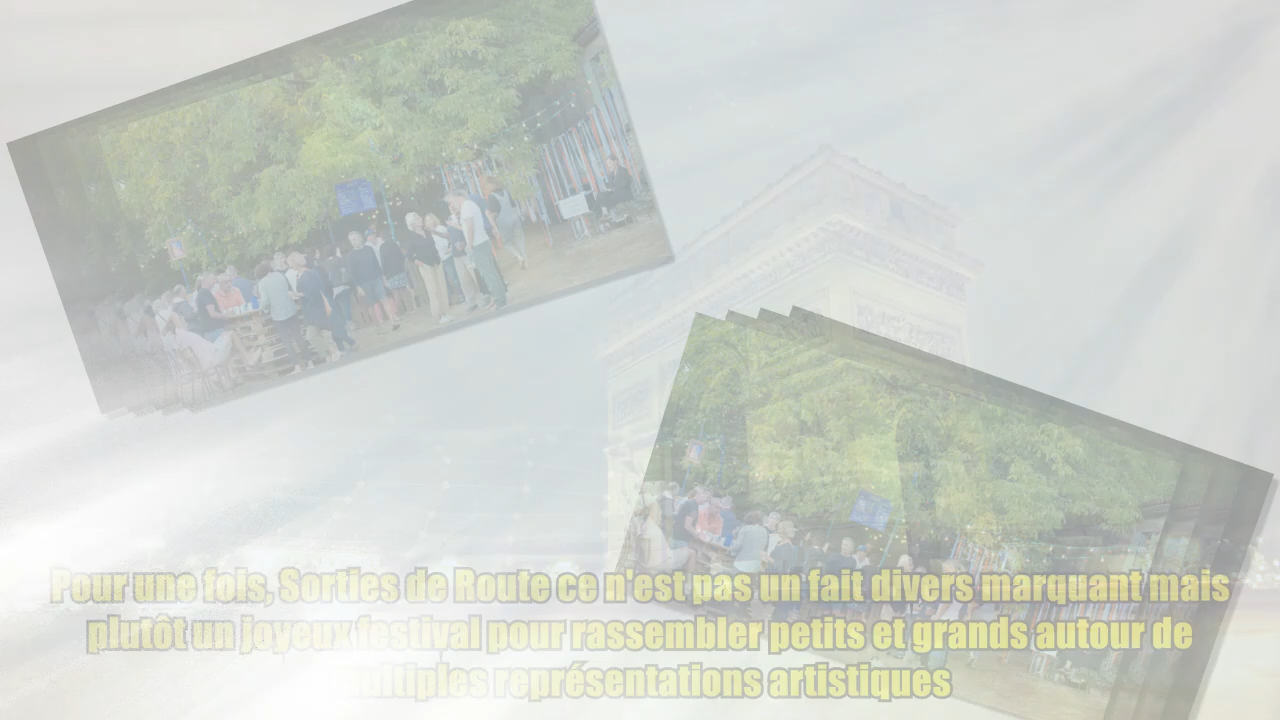 Pour une fois, Sorties de Route ce n'est pas un fait divers marquant mais
plutôt un joyeux festival pour rassembler petits et grands autour de
multiples représentations artistiques